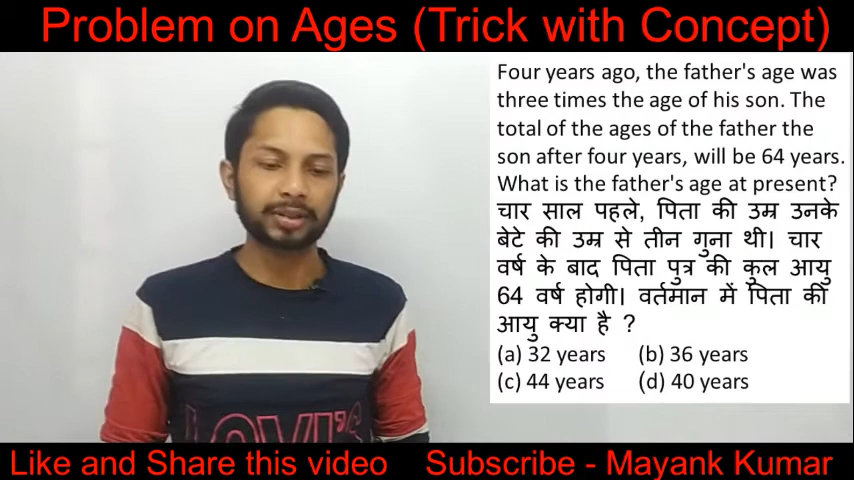 Problem on Ages (Trick with Concept)
Four years ago, the father's age was
three times the age of his son. The
total of the ages of the father the
son after four years, will be 64 years.
What is the father's age at present?
चार साल पहले, पिता की उम्र उनके
बेटे की उम्र से तीन गुना थी। चार
वर्ष के बाद पिता पुत्र की कुल आयु
64 वर्ष होगी। वर्तमान में पिता की
आयु क्या है ?
(a) 32 years (b) 36 years
(c) 44 years (d) 40 years
LOVI'S
Like and Share this video Subscribe - Mayank Kumar